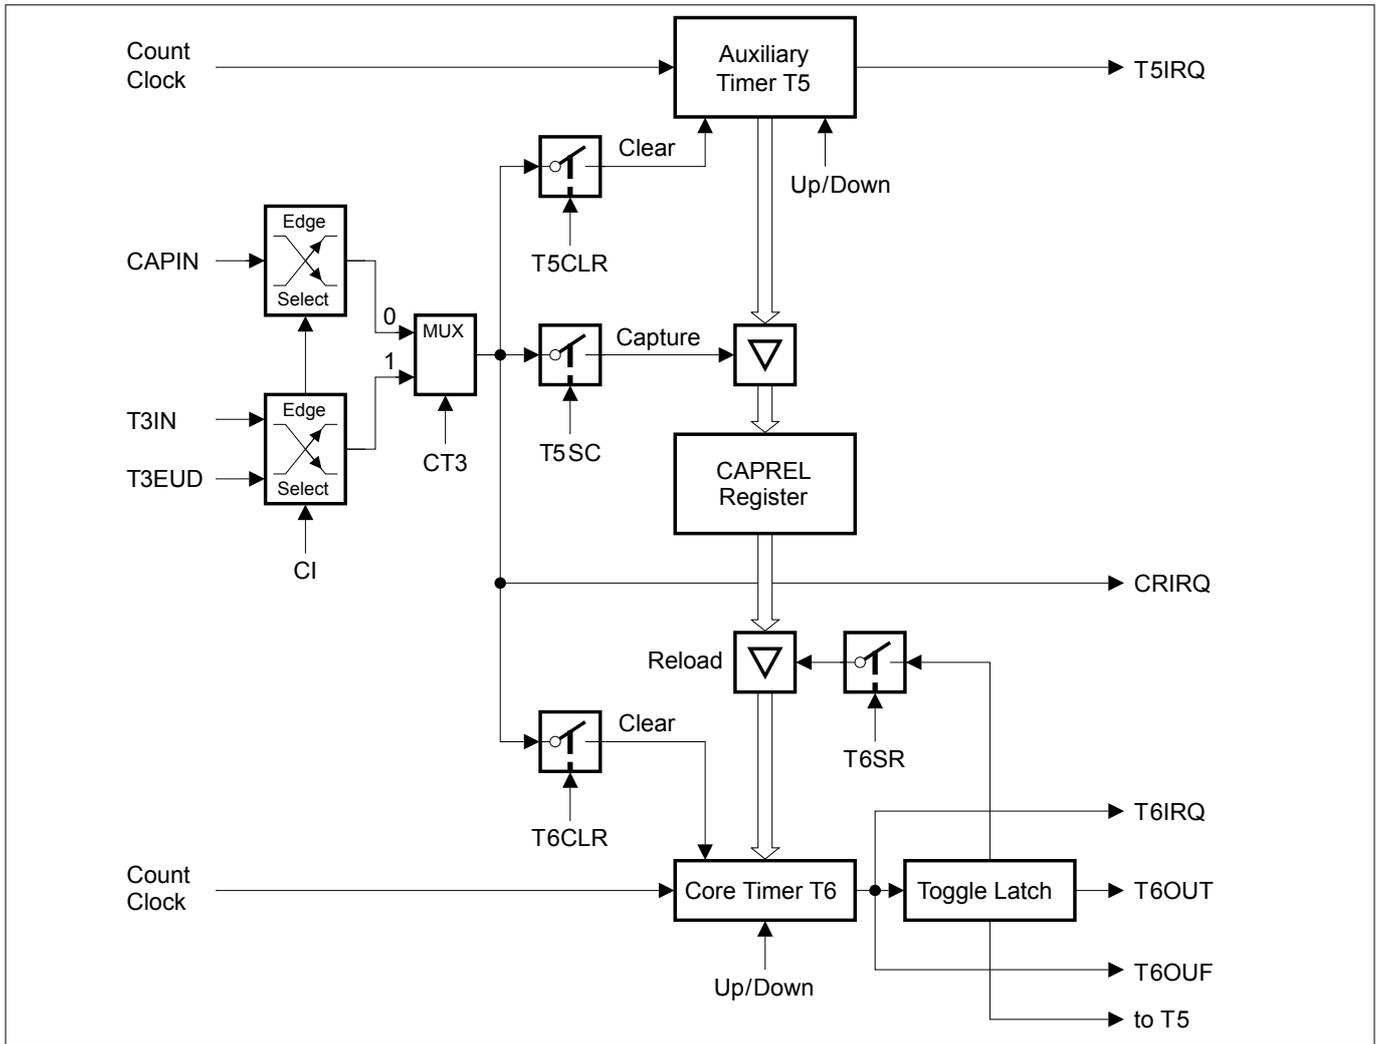 Count
Clock
Auxiliary
Timer T5
T5IRQ
Clear
Up/Down
T5CLR
Edge
Select
CAPIN
0
MUX
1
Capture
T3IN
T3EUD
Edge
Select
CT3
T5SC
CAPREL
Register
CI
CRIRQ
Reload
Clear
T6SR
T6CLR
T6IRQ
Count
Clock
Core Timer T6
Toggle Latch
T6OUT
T6OUF
Up/Down
to T5